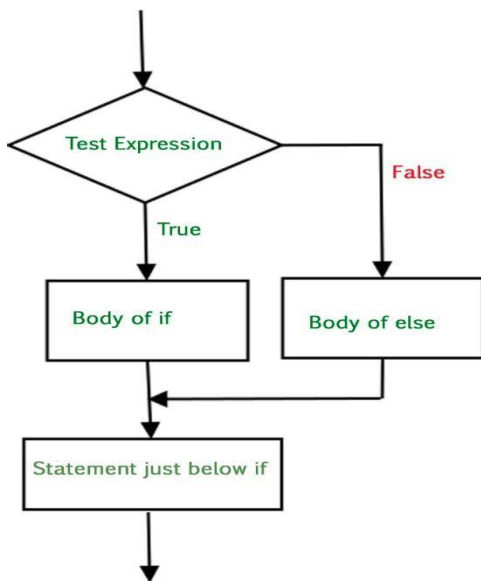 Test Expression
False
True
Body of if
Body of else
Statement just below if